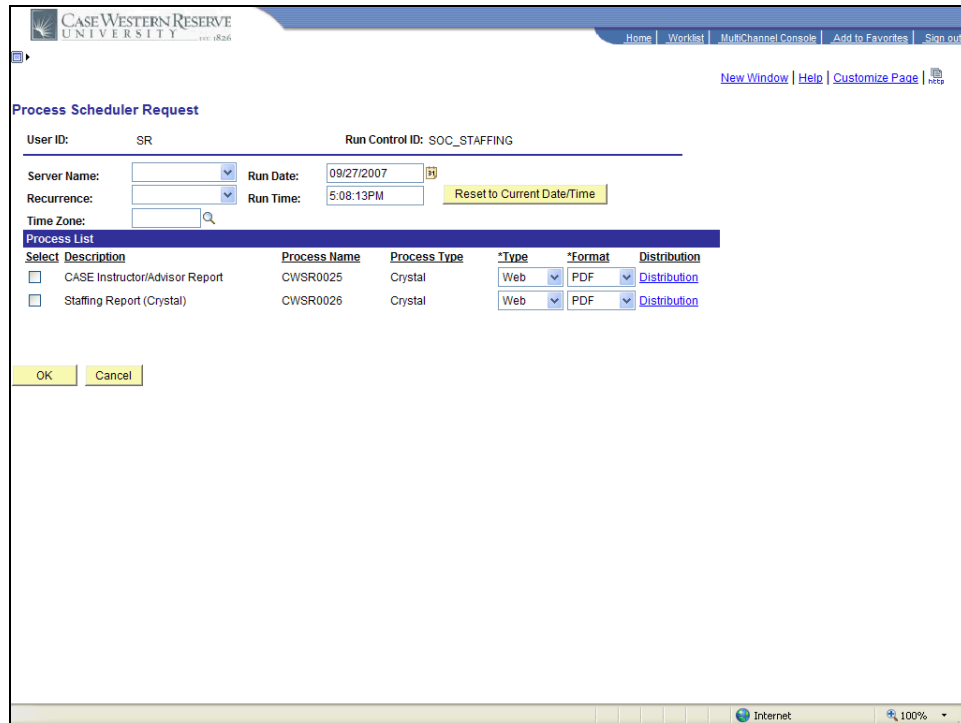 CASE WESTERN RESERVE
UNIVERSITY EST 1826
Home | Worklist | MultiChannel Console | Add to Favorites | Sign out
New Window | Help | Customize Page | http
Process Scheduler Request
User ID: SR Run Control ID: SOC_STAFFING
Server Name: Run Date: 09/27/2007 31
Recurrence: Run Time: 5:08:13PM Reset to Current Date/Time
Time Zone:
Process List
Select Description Process Name Process Type *Type *Format Distribution
CASE Instructor/Advisor Report CWSR0025 Crystal Web PDF Distribution
Staffing Report (Crystal) CWSR0026 Crystal Web PDF Distribution
OK Cancel
Internet 100%